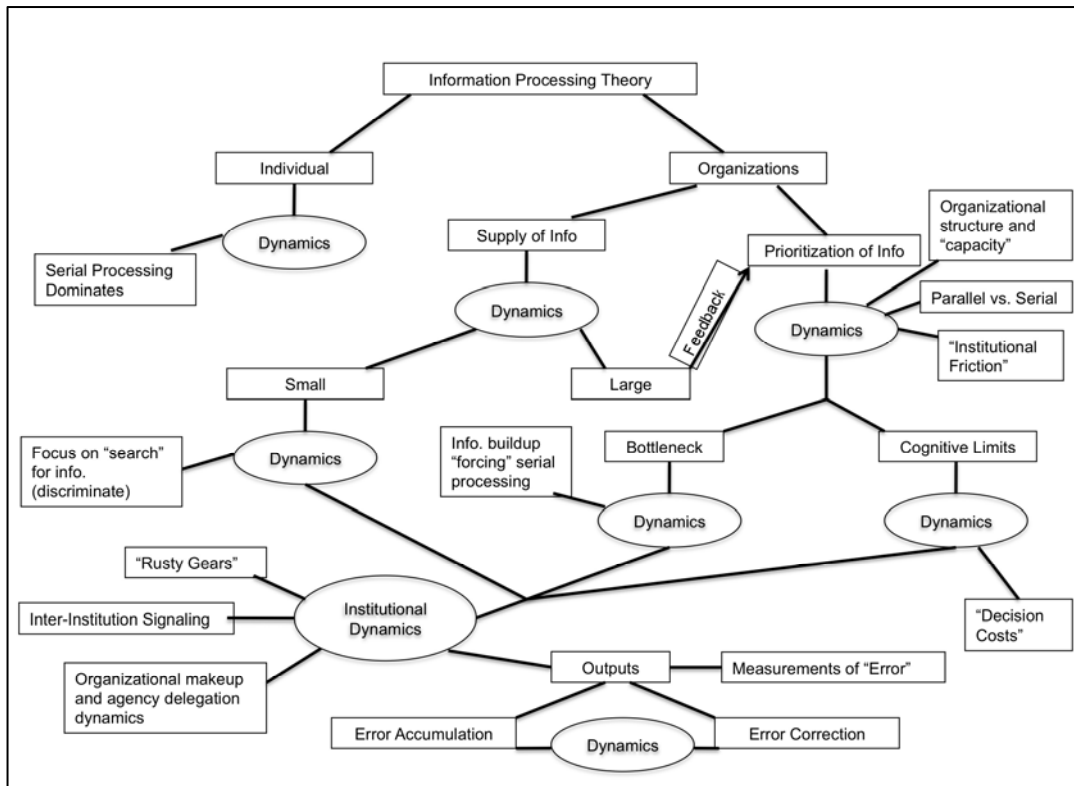 Information Processing Theory
Individual
Organizations
Dynamics
Serial Processing
Dominates
Supply of Info
Prioritization of Info
Organizational
structure and
“capacity”
Dynamics
Feedback
Dynamics
Parallel vs. Serial
“Institutional
Friction”
Small
Large
Focus on “search”
for info.
(discriminate)
Dynamics
Info. buildup
“forcing” serial
processing
Bottleneck
Cognitive Limits
Dynamics
Dynamics
“Rusty Gears”
Inter-Institution Signaling
Institutional
Dynamics
“Decision
Costs”
Organizational makeup
and agency delegation
dynamics
Outputs
Measurements of “Error”
Error Accumulation
Dynamics
Error Correction